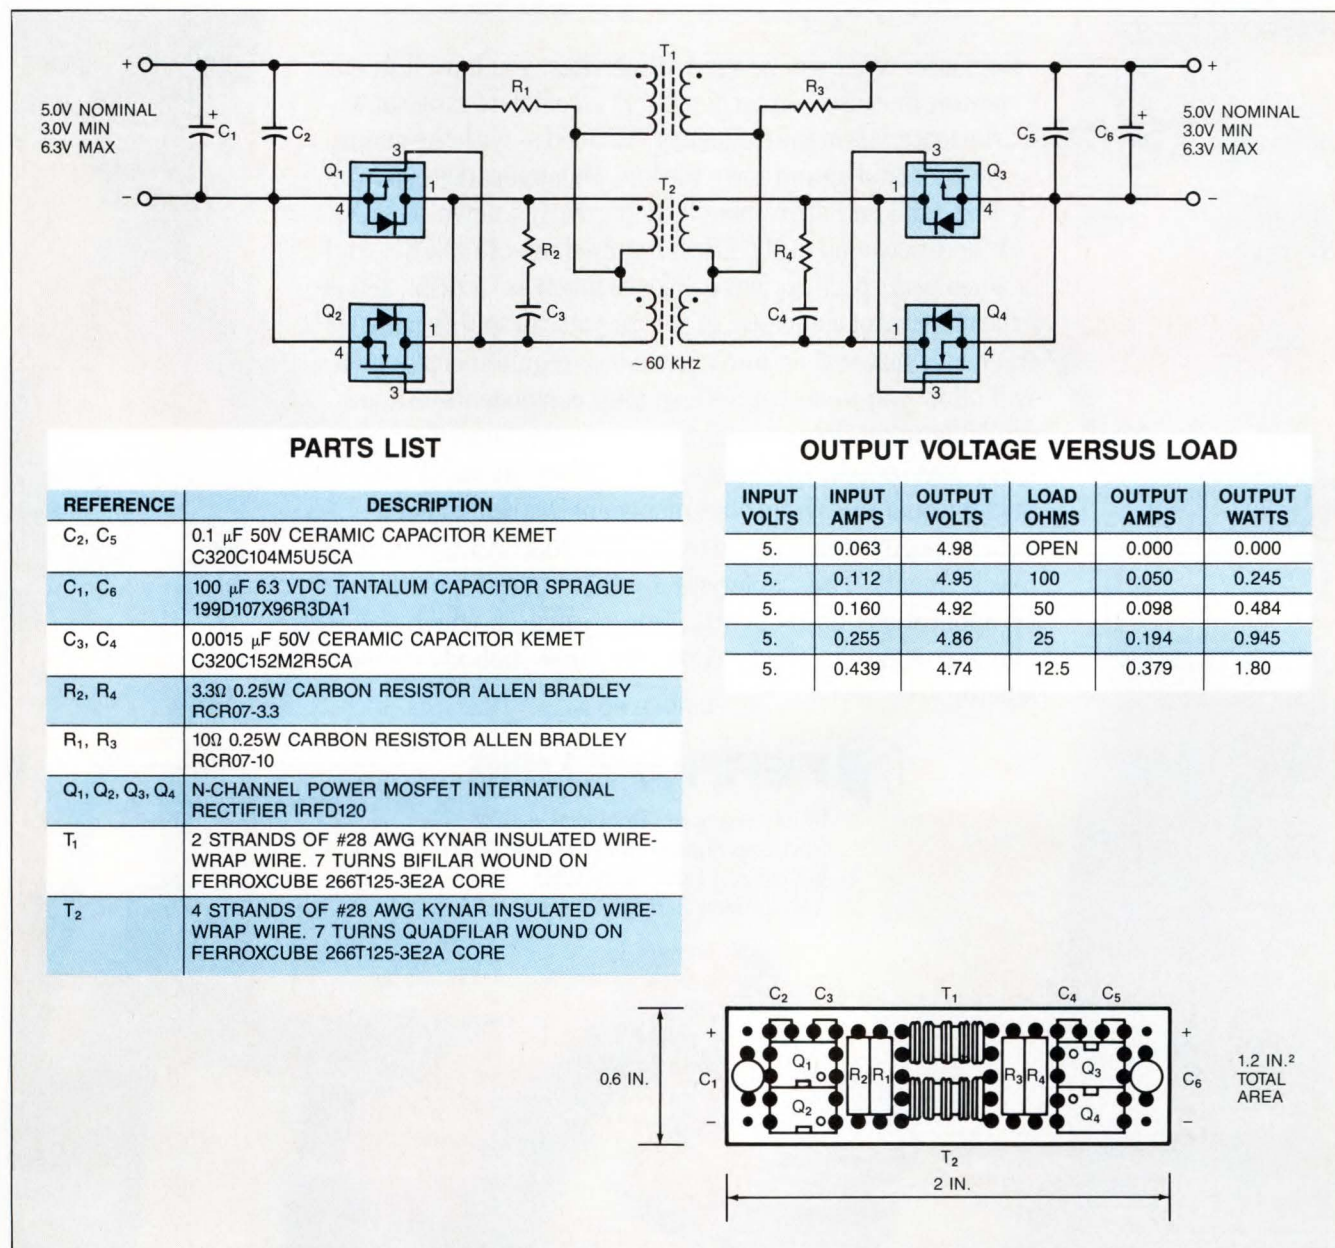 T1
+
+
R1
R3
5.0V NOMINAL
3.0V MIN
6.3V MAX
+
C1
C2
C5
C6
+
5.0V NOMINAL
3.0V MIN
6.3V MAX
3
3
Q1
1
T2
1
Q3
−
4
4
−
R2
R4
Q2
1
C3
C4
1
Q4
4
4
~60 kHz
3
3
PARTS LIST
REFERENCE DESCRIPTION
C2, C5 0.1 μF 50V CERAMIC CAPACITOR KEMET
C320C104M5U5CA
C1, C6 100 μF 6.3 VDC TANTALUM CAPACITOR SPRAGUE
199D107X96R3DA1
C3, C4 0.0015 μF 50V CERAMIC CAPACITOR KEMET
C320C152M2R5CA
R2, R4 3.3Ω 0.25W CARBON RESISTOR ALLEN BRADLEY
RCR07-3.3
R1, R3 10Ω 0.25W CARBON RESISTOR ALLEN BRADLEY
RCR07-10
Q1, Q2, Q3, Q4 N-CHANNEL POWER MOSFET INTERNATIONAL
RECTIFIER IRFD120
T1 2 STRANDS OF #28 AWG KYNAR INSULATED WIRE-
WRAP WIRE. 7 TURNS BIFILAR WOUND ON
FERROXCUBE 266T125-3E2A CORE
T2 4 STRANDS OF #28 AWG KYNAR INSULATED WIRE-
WRAP WIRE. 7 TURNS QUADFILAR WOUND ON
FERROXCUBE 266T125-3E2A CORE
OUTPUT VOLTAGE VERSUS LOAD
INPUT VOLTS INPUT AMPS OUTPUT VOLTS LOAD OHMS OUTPUT AMPS OUTPUT WATTS
5. 0.063 4.98 OPEN 0.000 0.000
5. 0.112 4.95 100 0.050 0.245
5. 0.160 4.92 50 0.098 0.484
5. 0.255 4.86 25 0.194 0.945
5. 0.439 4.74 12.5 0.379 1.80
C2 C3 T1 C4 C5
+ +
0.6 IN. C1 Q1 R2 R1 R3 R4 Q3 C6
Q2 Q4
− −
1.2 IN.²
TOTAL
AREA
T2
2 IN.